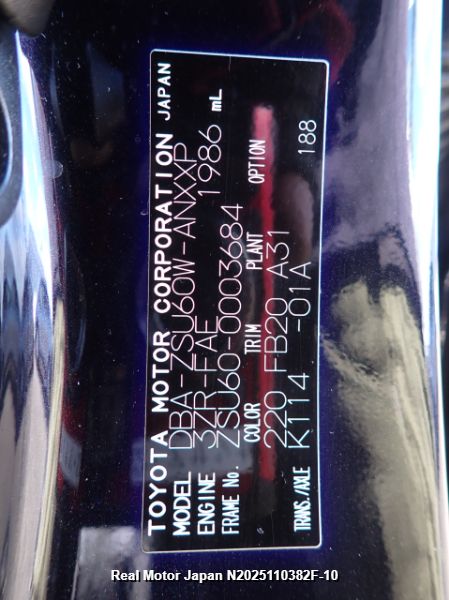 TOYOTA MOTOR CORPORATION JAPAN
MODEL DBA-ZSU60W-ANXXP
ENGINE 3ZR-FAE 1986 mL
FRAME No. ZSU60-0003684
COLOR TRIM PLANT OPTION
220 FB20 A31
TRANS./AXLE K114 -01A 188
Real Motor Japan N2025110382F-10